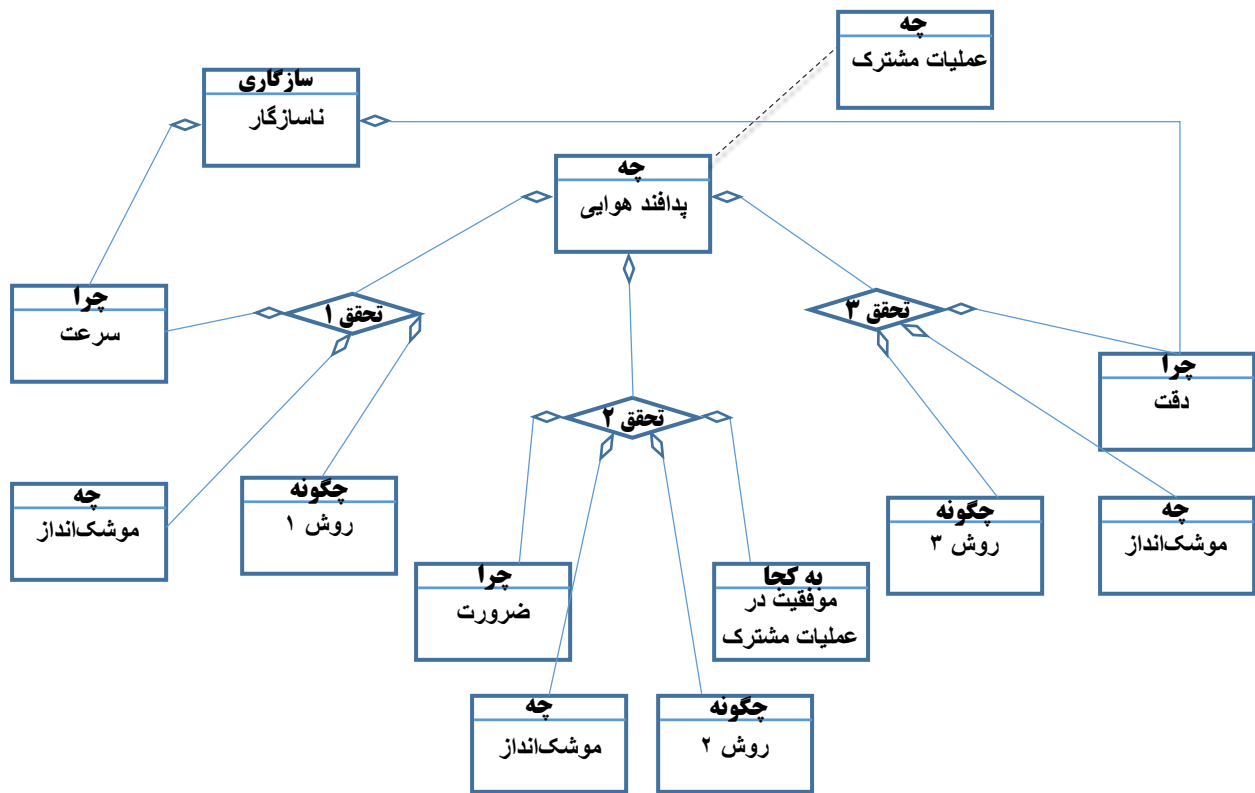 چه
عملیات مشترک
سازگاری
ناسازگار
چه
پدافند هوایی
چرا
سرعت
تحقق ۱
تحقق ۳
چرا
دقت
تحقق ۲
چه
موشک‌انداز
چگونه
روش ۱
چگونه
روش ۳
چه
موشک‌انداز
چرا
ضرورت
به کجا
موفقیت در
عملیات مشترک
چه
موشک‌انداز
چگونه
روش ۲